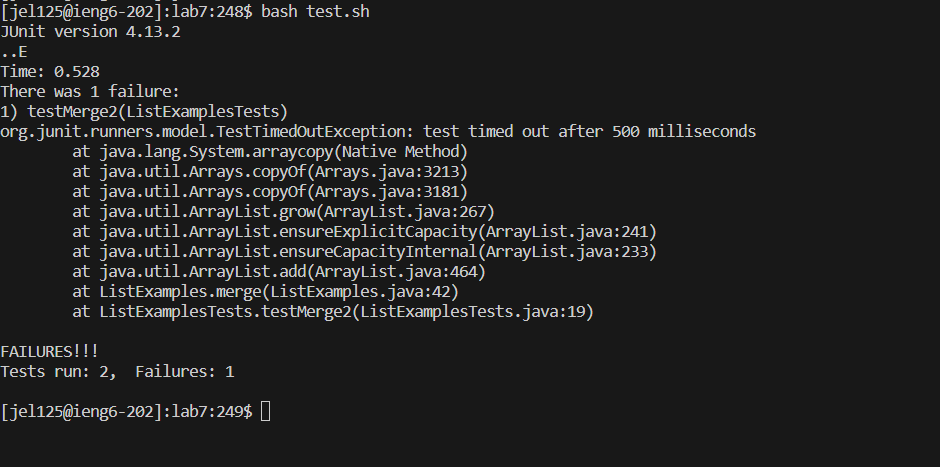 [jel125@ieng6-202]:lab7:248$ bash test.sh
JUnit version 4.13.2
..E
Time: 0.528
There was 1 failure:
1) testMerge2(ListExamplesTests)
org.junit.runners.model.TestTimedOutException: test timed out after 500 milliseconds
        at java.lang.System.arraycopy(Native Method)
        at java.util.Arrays.copyOf(Arrays.java:3213)
        at java.util.Arrays.copyOf(Arrays.java:3181)
        at java.util.ArrayList.grow(ArrayList.java:267)
        at java.util.ArrayList.ensureExplicitCapacity(ArrayList.java:241)
        at java.util.ArrayList.ensureCapacityInternal(ArrayList.java:233)
        at java.util.ArrayList.add(ArrayList.java:464)
        at ListExamples.merge(ListExamples.java:42)
        at ListExamplesTests.testMerge2(ListExamplesTests.java:19)

FAILURES!!!
Tests run: 2,  Failures: 1

[jel125@ieng6-202]:lab7:249$